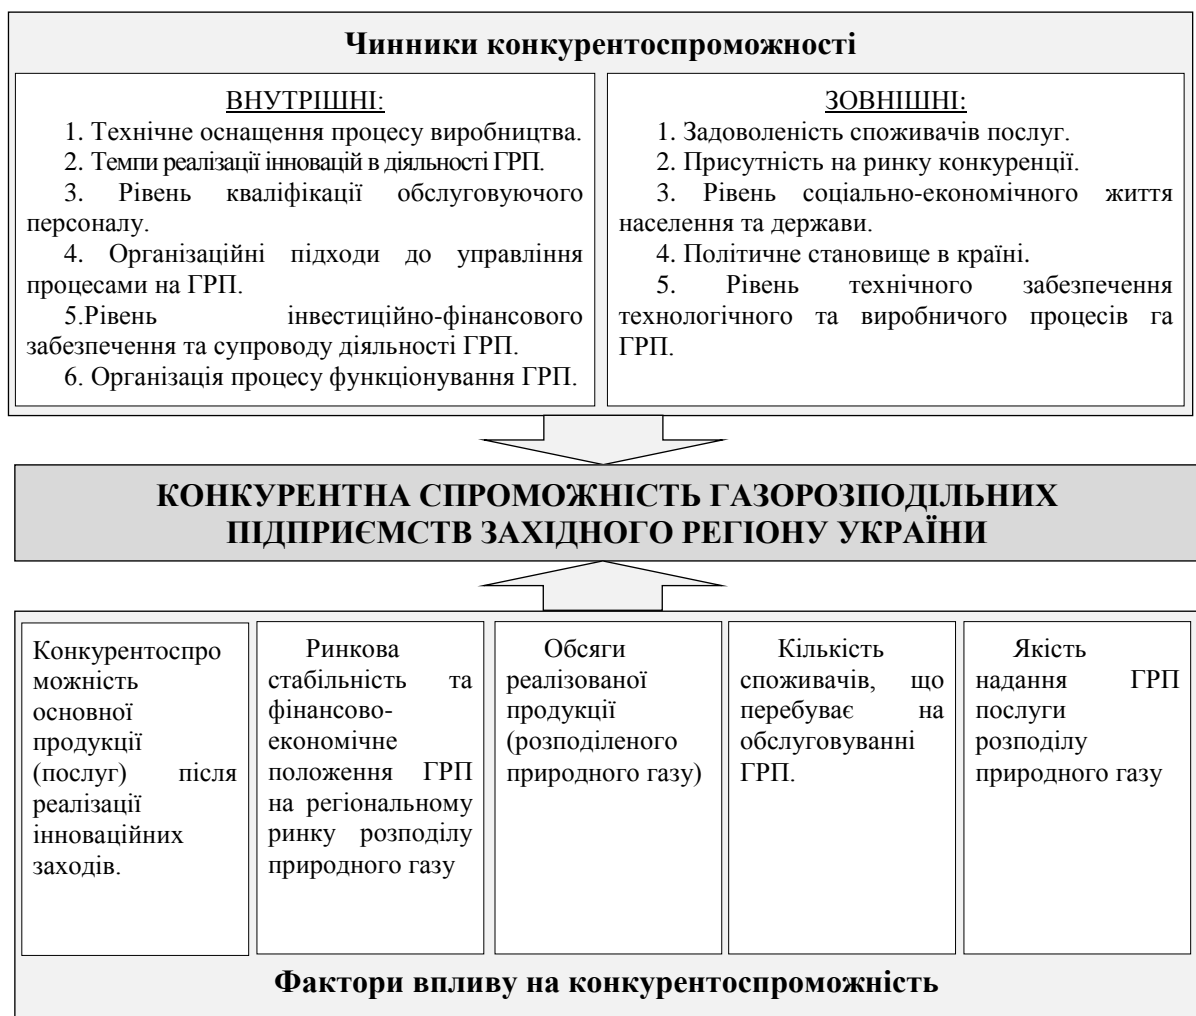 Чинники конкурентоспроможності
ВНУТРІШНІ:
1. Технічне оснащення процесу виробництва.
2. Темпи реалізації інновацій в діяльності ГРП.
3. Рівень кваліфікації обслуговуючого
персоналу.
4. Організаційні підходи до управління
процесами на ГРП.
5.Рівень інвестиційно-фінансового
забезпечення та супроводу діяльності ГРП.
6. Організація процесу функціонування ГРП.
ЗОВНІШНІ:
1. Задоволеність споживачів послуг.
2. Присутність на ринку конкуренції.
3. Рівень соціально-економічного життя
населення та держави.
4. Політичне становище в країні.
5. Рівень технічного забезпечення
технологічного та виробничого процесів га
ГРП.
КОНКУРЕНТНА СПРОМОЖНІСТЬ ГАЗОРОЗПОДІЛЬНИХ
ПІДПРИЄМСТВ ЗАХІДНОГО РЕГІОНУ УКРАЇНИ
Конкурентоспро
можність
основної
продукції
(послуг) після
реалізації
інноваційних
заходів.
Ринкова
стабільність та
фінансово-
економічне
положення ГРП
на регіональному
ринку розподілу
природного газу
Обсяги
реалізованої
продукції
(розподіленого
природного газу)
Кількість
споживачів, що
перебуває на
обслуговуванні
ГРП.
Якість
надання ГРП
послуги
розподілу
природного газу
Фактори впливу на конкурентоспроможність